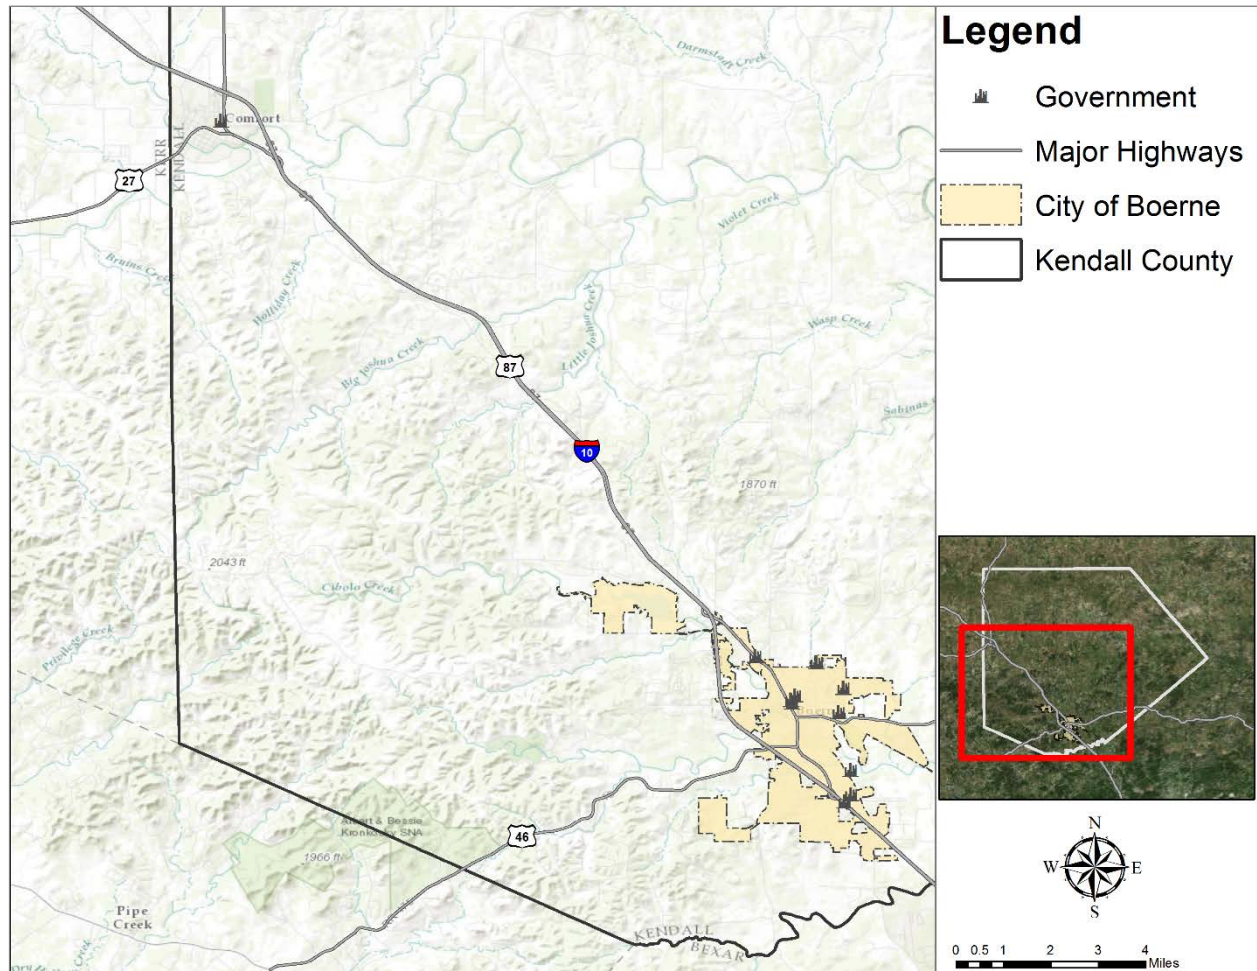 Legend
Government
Major Highways
City of Boerne
Kendall County
Darmstadt Creek
Comfort
KERR
KENDALL
27
87
Violet Creek
Bruins Creek
Holliday Creek
Little Joshua Creek
Wasp Creek
Big Joshua Creek
87
87
Sabinas
10
1870 ft
87
2043 ft
Cibolo Creek
Privilege Creek
Albert & Bessie
Kronkosky SNA
46
1966 ft
Pipe
Creek
KENDALL
BEXAR
N
W
E
S
0 0.5 1 2 3 4
Miles